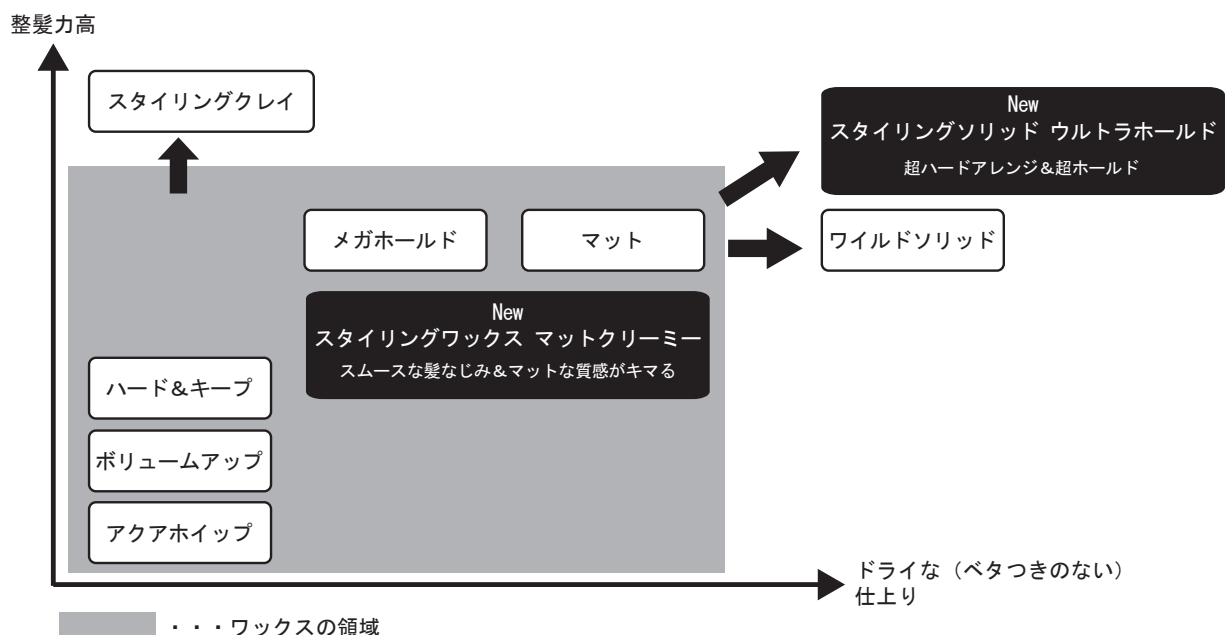 整髪力高
スタイリングクレイ
New
スタイリングソリッド ウルトラホールド
超ハードアレンジ&超ホールド
メガホールド
マット
ワイルドソリッド
New
スタイリングワックス マットクリーミー
スムースな髪なじみ&マットな質感がキマる
ハード&キープ
ボリュームアップ
アクアホイップ
ドライな（ベタつきのない）
仕上り
・・・ワックスの領域